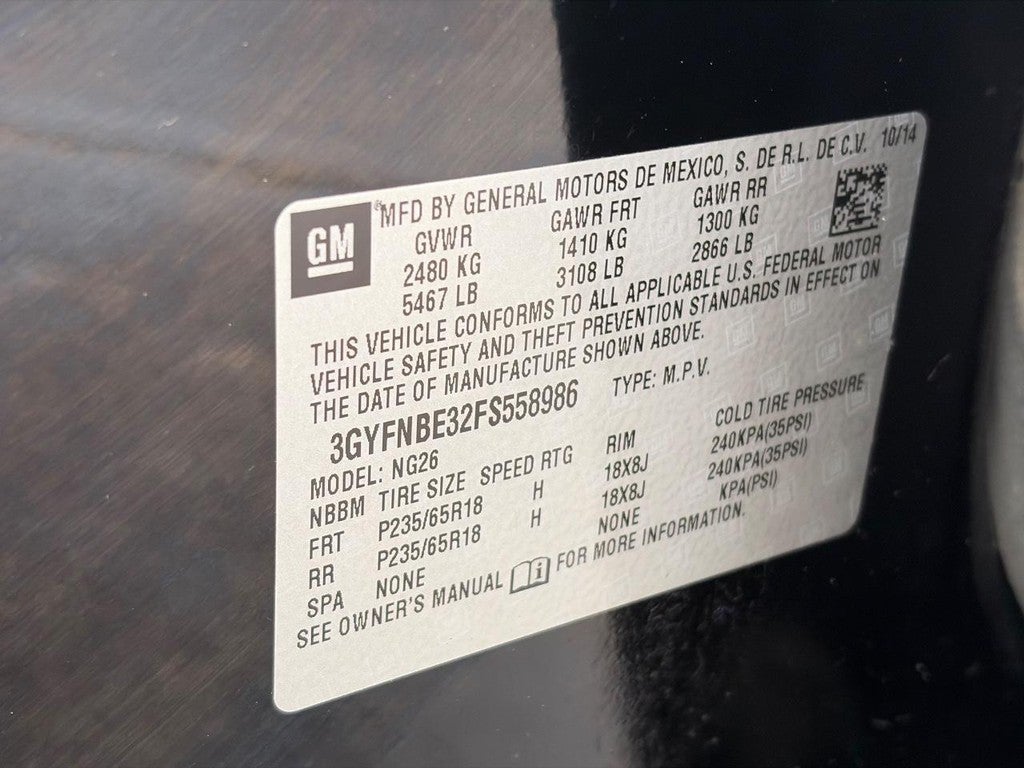 GM
®MFD BY GENERAL MOTORS DE MEXICO, S. DE R.L. DE C.V. 10/14
GVWR GAWR FRT GAWR RR
2480 KG 1410 KG 1300 KG
5467 LB 3108 LB 2866 LB
THIS VEHICLE CONFORMS TO ALL APPLICABLE U.S. FEDERAL MOTOR
VEHICLE SAFETY AND THEFT PREVENTION STANDARDS IN EFFECT ON
THE DATE OF MANUFACTURE SHOWN ABOVE.
3GYFNBE32FS558986 TYPE: M.P.V.
MODEL: NG26
NBBM TIRE SIZE SPEED RTG RIM COLD TIRE PRESSURE
FRT P235/65R18 H 18X8J 240KPA(35PSI)
RR P235/65R18 H 18X8J 240KPA(35PSI)
SPA NONE NONE KPA(PSI)
SEE OWNER'S MANUAL FOR MORE INFORMATION.